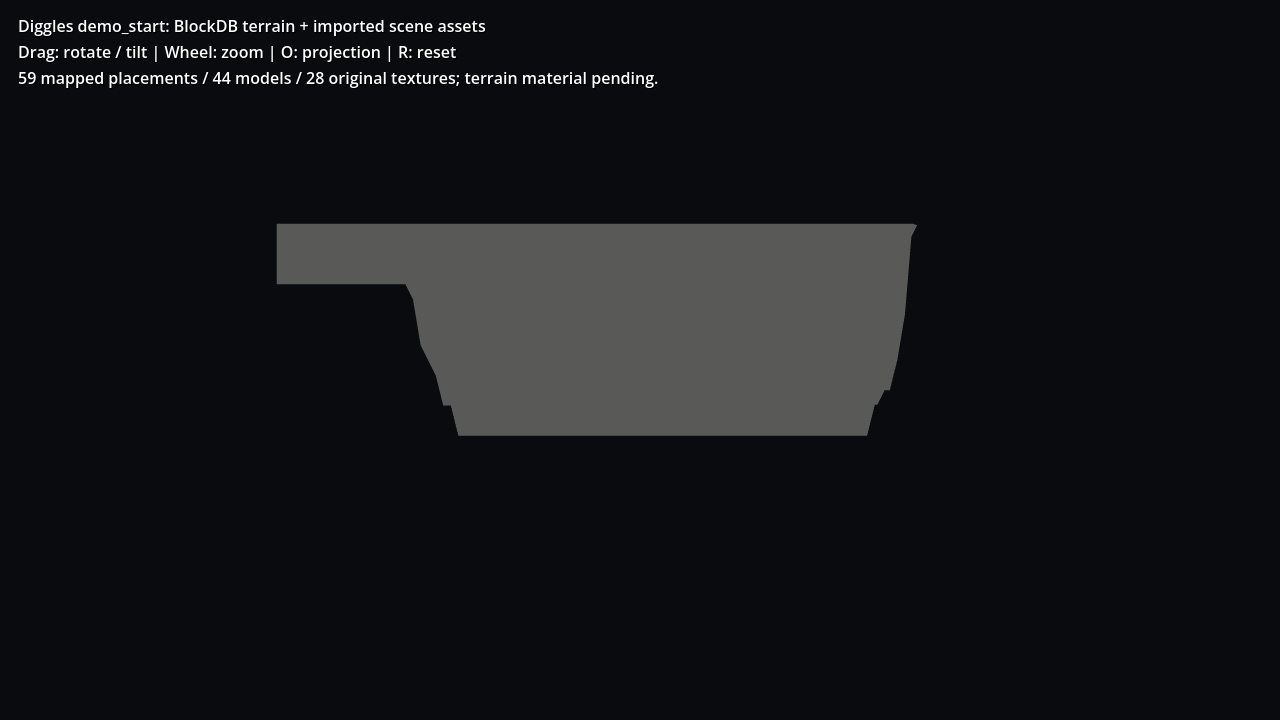 Diggles demo_start: BlockDB terrain + imported scene assets
Drag: rotate / tilt | Wheel: zoom | O: projection | R: reset
59 mapped placements / 44 models / 28 original textures; terrain material pending.